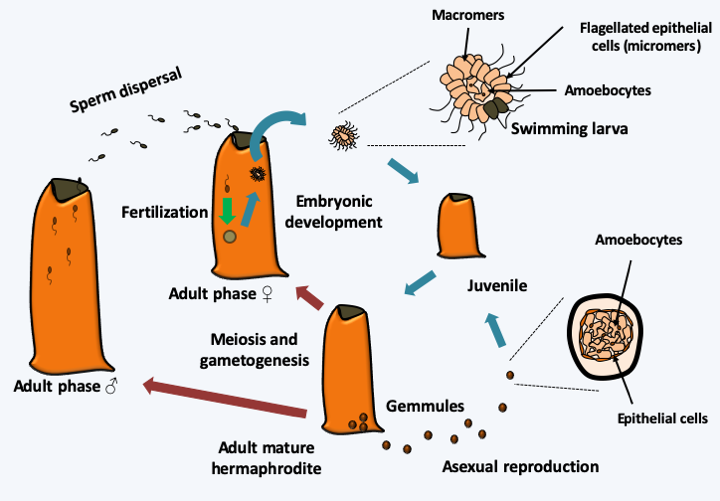 Macromers
Flagellated epithelial
cells (micromers)
Amoebocytes
Swimming larva
Sperm dispersal
Fertilization
Embryonic
development
Adult phase ♀
Juvenile
Amoebocytes
Epithelial cells
Meiosis and
gametogenesis
Adult phase ♂
Gemmules
Adult mature
hermaphrodite
Asexual reproduction